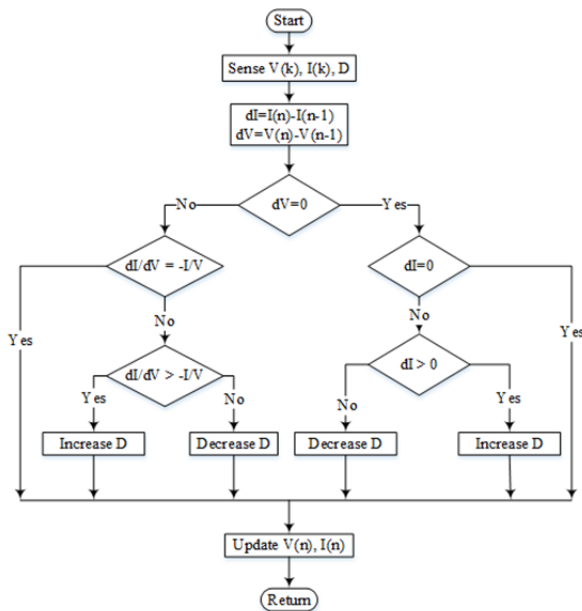 Start
Sense V(k), I(k), D
dI=I(n)-I(n-1)
dV=V(n)-V(n-1)
dV=0
No
Yes
dI/dV = -I/V
dI=0
Yes
No
No
Yes
dI/dV > -I/V
dI > 0
Yes
No
No
Yes
Increase D
Decrease D
Decrease D
Increase D
Update V(n), I(n)
Return